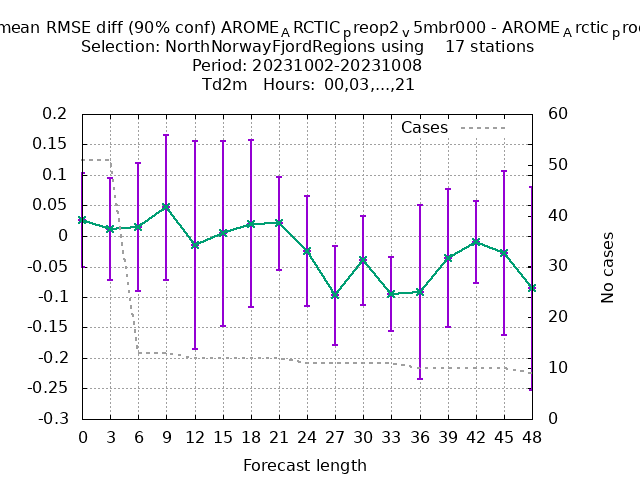 mean RMSE diff (90% conf) AROME_ARCTIC_preop2_v5mbr000 - AROME_Arctic_pro
Selection: NorthNorwayFjordRegions using 17 stations
Period: 20231002-20231008
Td2m Hours: 00,03,...,21
Cases
0.2
0.15
0.1
0.05
0
-0.05
-0.1
-0.15
-0.2
-0.25
-0.3
60
50
40
30
20
10
0
No cases
0 3 6 9 12 15 18 21 24 27 30 33 36 39 42 45 48
Forecast length